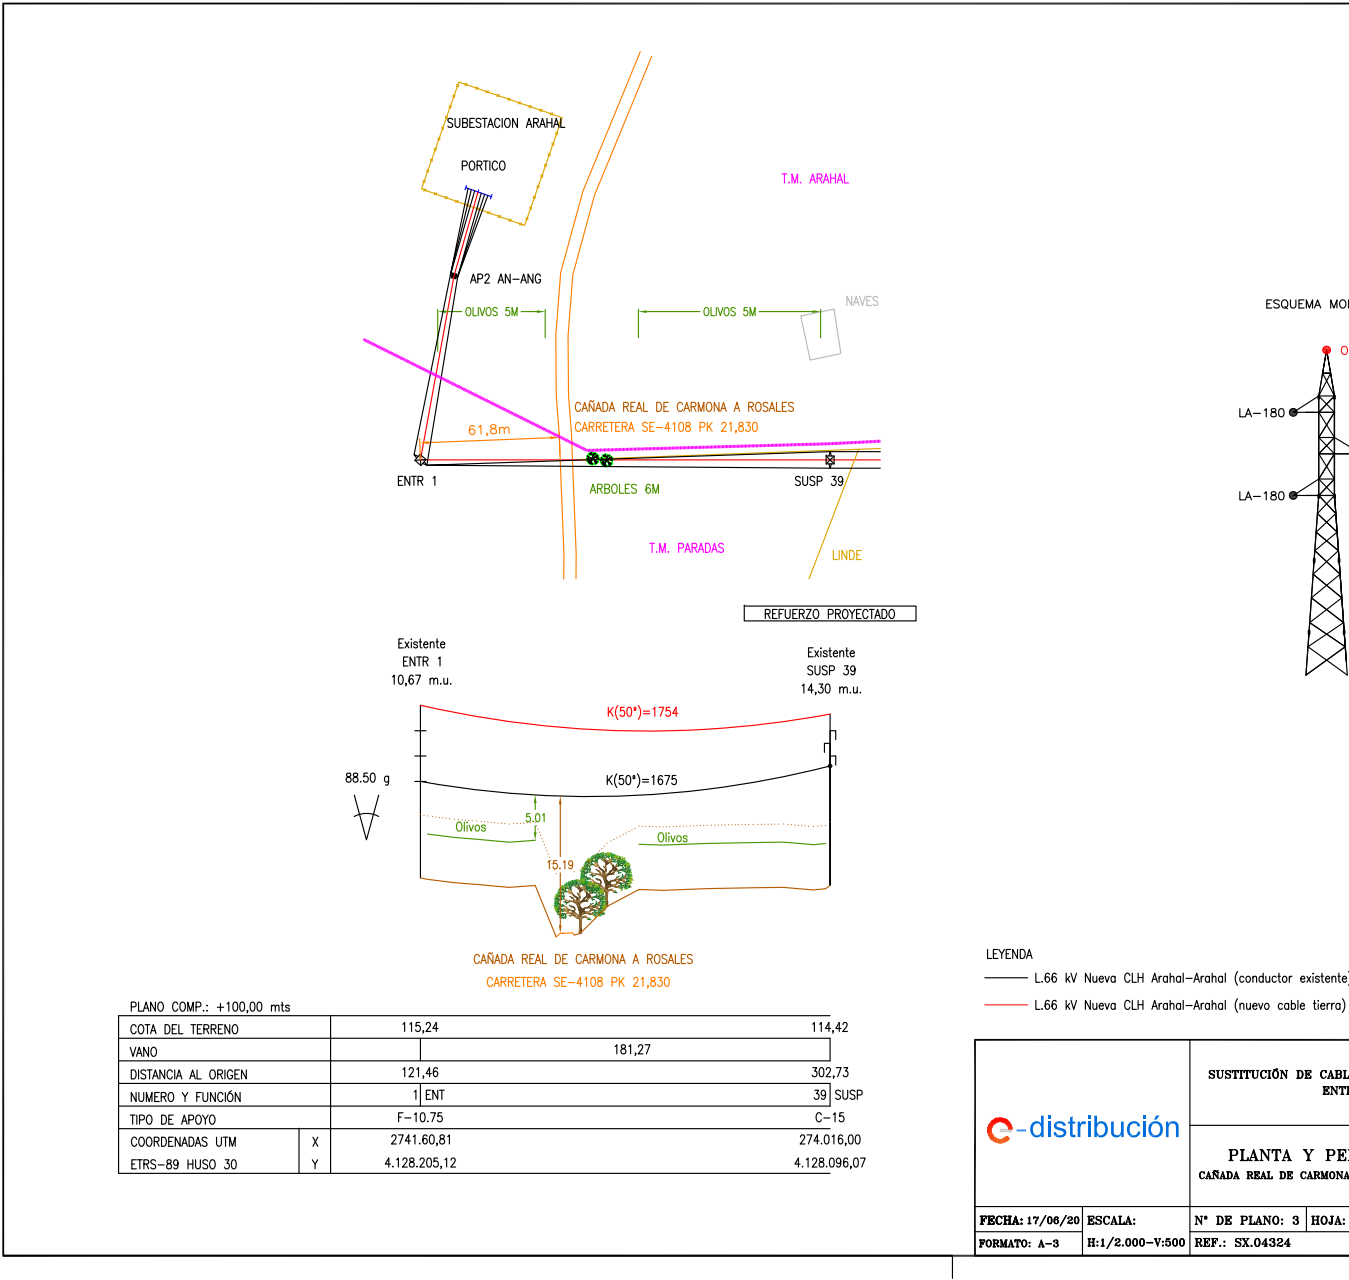 SUBESTACION ARAHAL
PORTICO
T.M. ARAHAL
AP2 AN-ANG
NAVES
OLIVOS 5M
OLIVOS 5M
ESQUEMA
LA-180
LA-180
CAÑADA REAL DE CARMONA A ROSALES
CARRETERA SE-4108 PK 21,830
61,8m
ENTR 1
ARBOLES 6M
SUSP 39
T.M. PARADAS
LINDE
REFUERZO PROYECTADO
Existente
ENTR 1
10,67 m.u.
Existente
SUSP 39
14,30 m.u.
K(50°)=1754
K(50°)=1675
88.50 g
5.01
Olivos
Olivos
15.19
CAÑADA REAL DE CARMONA A ROSALES
CARRETERA SE-4108 PK 21,830
LEYENDA
L.66 kV Nueva CLH Arahal-Arahal (conductor existente)
L.66 kV Nueva CLH Arahal-Arahal (nuevo cable tierra)
PLANO COMP.: +100,00 mts
COTA DEL TERRENO 115,24 114,42
VANO 181,27
DISTANCIA AL ORIGEN 121,46 302,73
NUMERO Y FUNCIÓN 1 ENT 39 SUSP
TIPO DE APOYO F-10.75 C-15
COORDENADAS UTM X 2741.60,81 274.016,00
ETRS-89 HUSO 30 Y 4.128.205,12 4.128.096,07
e-distribución
SUSTITUCIÓN DE
PLANTA Y
CAÑADA REAL DE CARMONA
FECHA: 17/06/20 ESCALA: Nº DE PLANO: 3 HOJA:
FORMATO: A-3 H:1/2.000-V:500 REF.: SX.04324